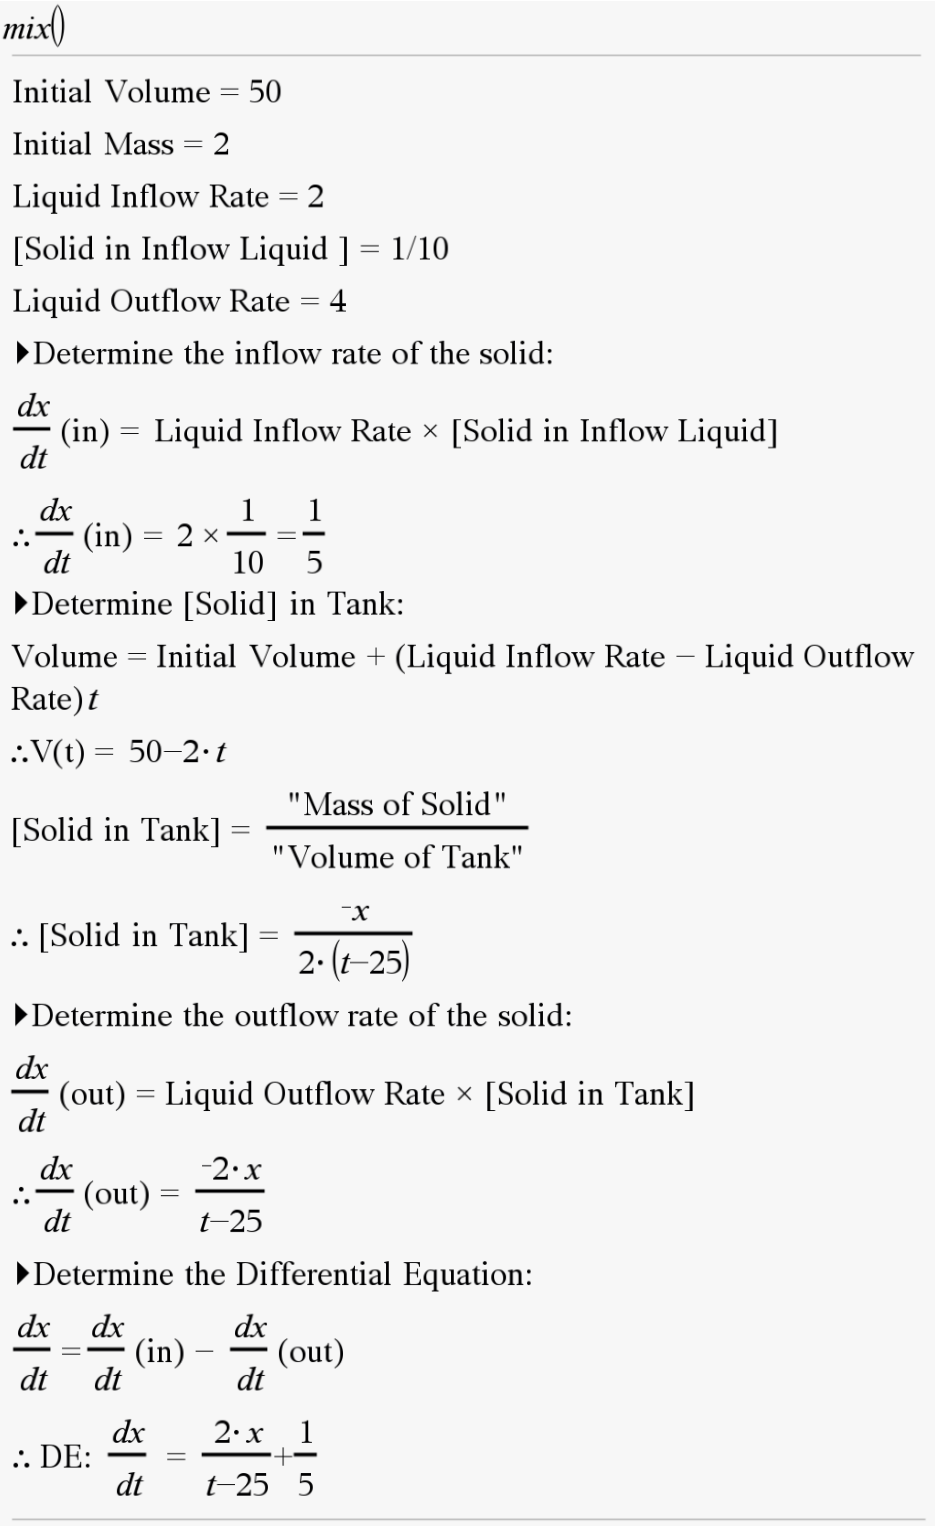 mix()
Initial Volume = 50
Initial Mass = 2
Liquid Inflow Rate = 2
[Solid in Inflow Liquid ] = 1/10
Liquid Outflow Rate = 4
▶Determine the inflow rate of the solid:
dx/dt (in) = Liquid Inflow Rate × [Solid in Inflow Liquid]
∴ dx/dt (in) = 2 × 1/10 = 1/5
▶Determine [Solid] in Tank:
Volume = Initial Volume + (Liquid Inflow Rate − Liquid Outflow
Rate) t
∴V(t) = 50−2· t
[Solid in Tank] = "Mass of Solid" / "Volume of Tank"
∴ [Solid in Tank] = ⁻x / 2·(t−25)
▶Determine the outflow rate of the solid:
dx/dt (out) = Liquid Outflow Rate × [Solid in Tank]
∴ dx/dt (out) = ⁻2· x / t−25
▶Determine the Differential Equation:
dx/dt = dx/dt (in) − dx/dt (out)
∴ DE: dx/dt = 2· x / t−25 + 1/5